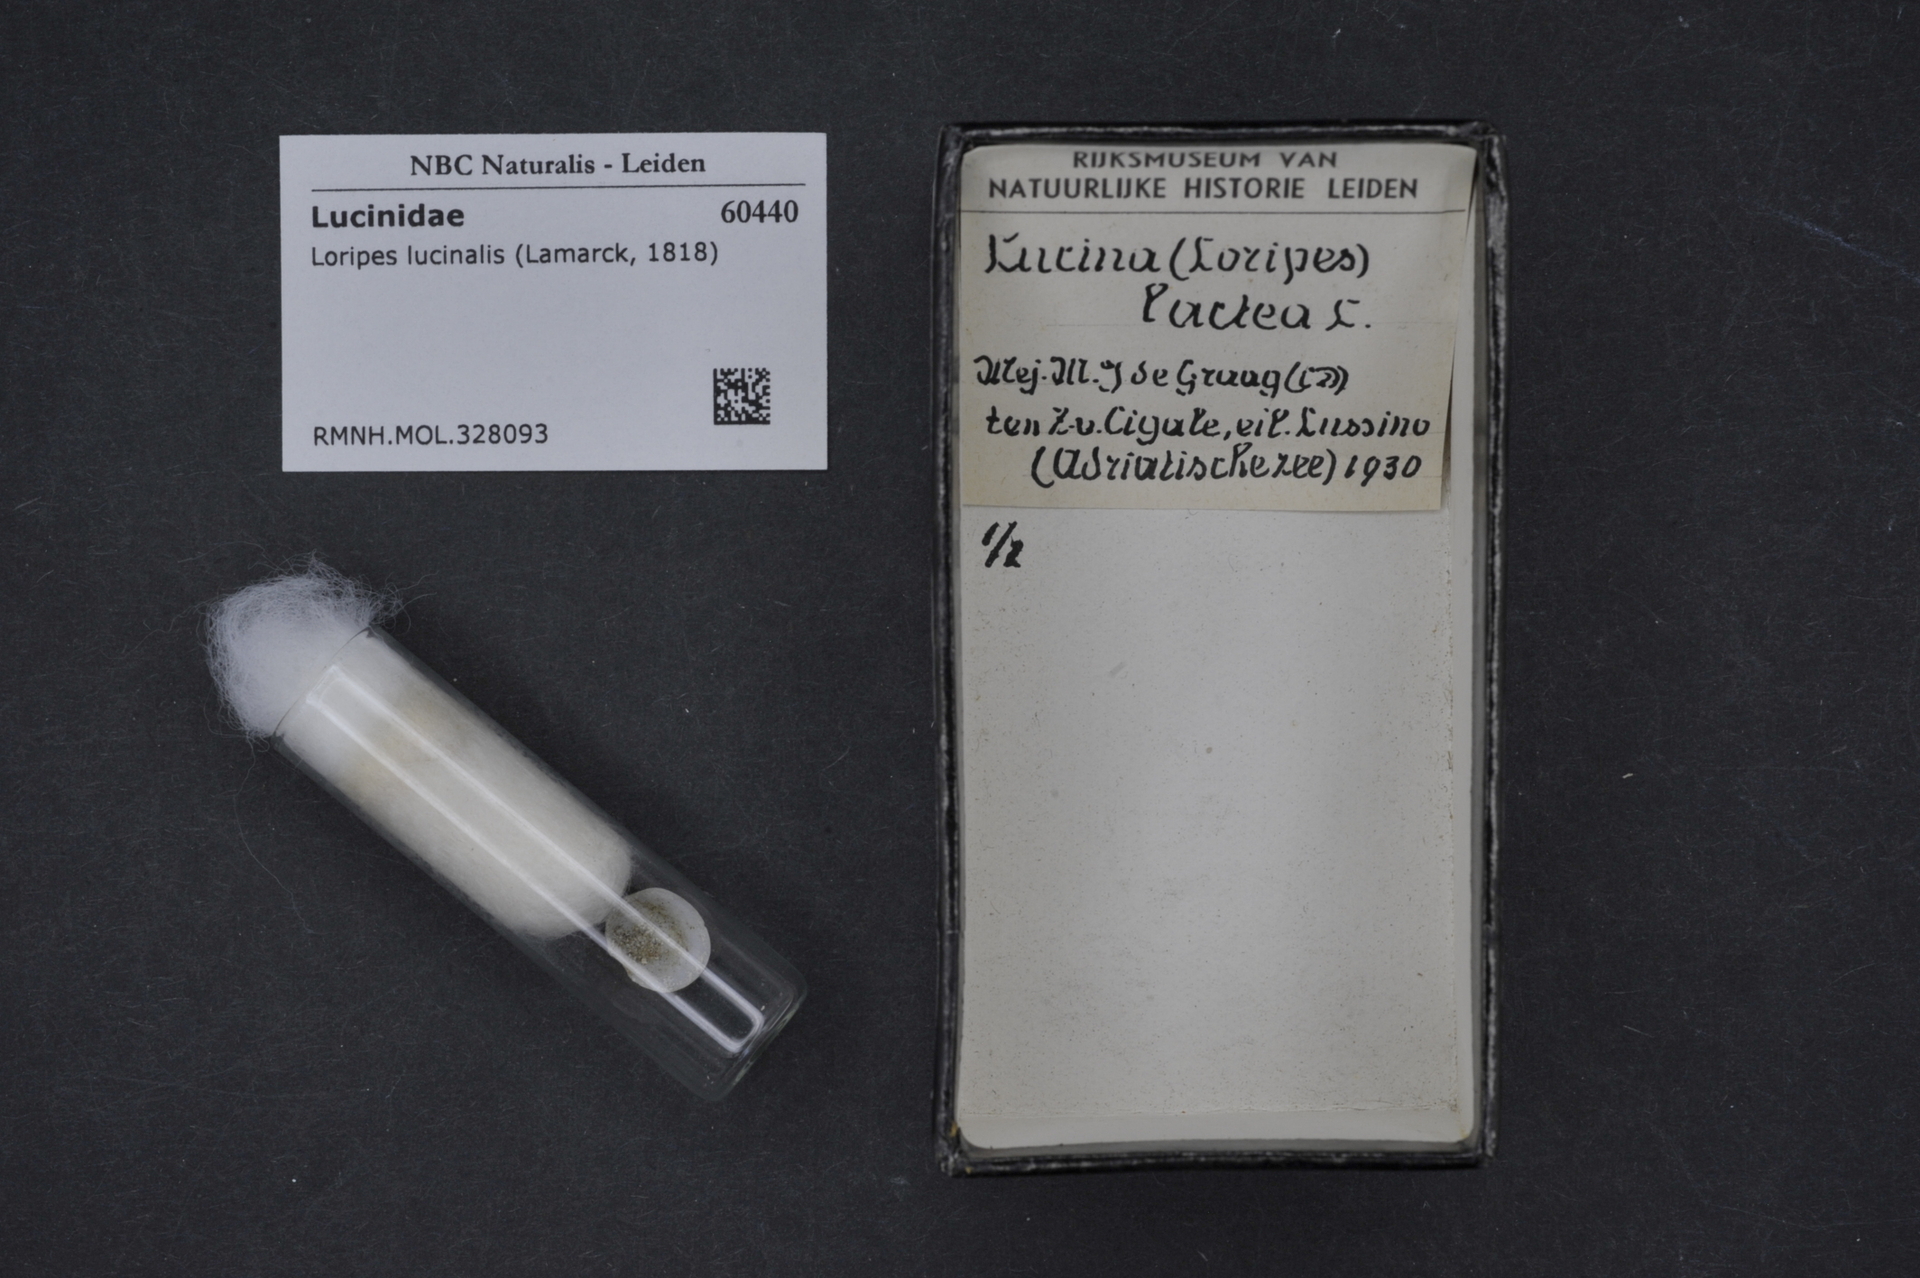 NBC Naturalis - Leiden
Lucinidae 60440
Loripes lucinalis (Lamarck, 1818)
RMNH.MOL.328093
RIJKSMUSEUM VAN
NATUURLIJKE HISTORIE LEIDEN
Lucina (Loripes)
lactea L.
Mej. M. J de Graag
ten Z.v. Cigale, eil. Lussino
(Adriatische zee) 1930
1/2